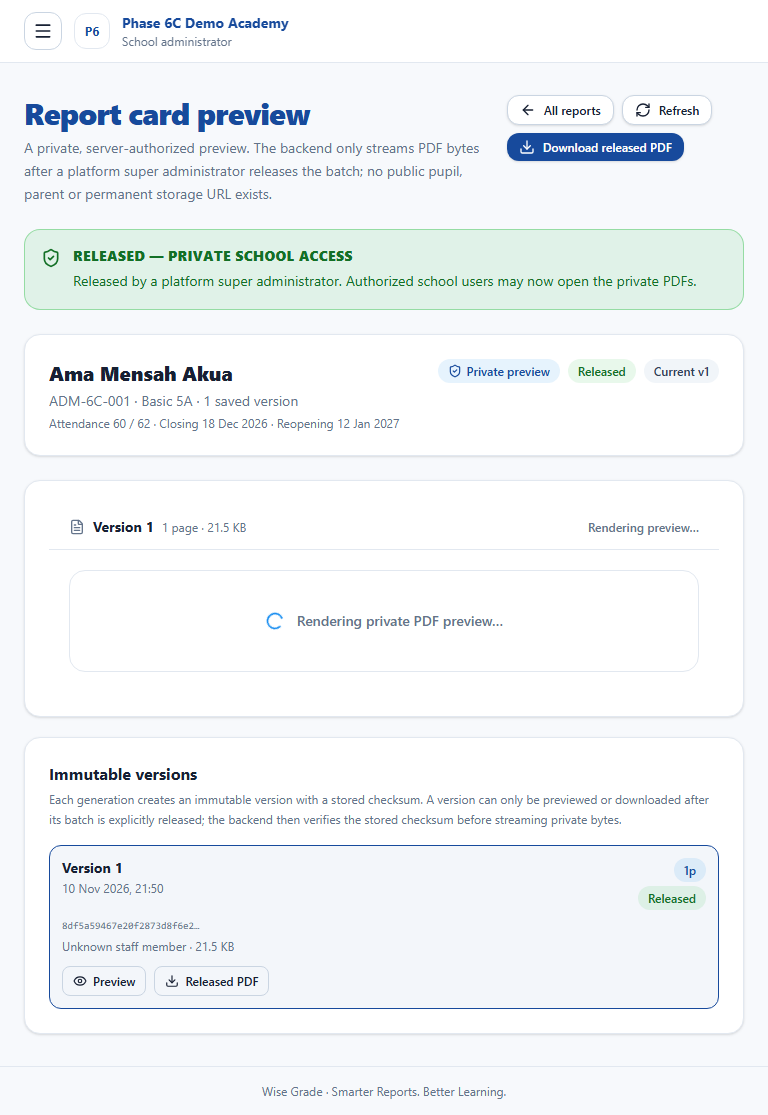 P6
Phase 6C Demo Academy
School administrator
Report card preview
A private, server-authorized preview. The backend only streams PDF bytes
after a platform super administrator releases the batch; no public pupil,
parent or permanent storage URL exists.
All reports
Refresh
Download released PDF
RELEASED — PRIVATE SCHOOL ACCESS
Released by a platform super administrator. Authorized school users may now open the private PDFs.
Ama Mensah Akua
Private preview
Released
Current v1
ADM-6C-001 · Basic 5A · 1 saved version
Attendance 60 / 62 · Closing 18 Dec 2026 · Reopening 12 Jan 2027
Version 1 1 page · 21.5 KB
Rendering preview...
Rendering private PDF preview...
Immutable versions
Each generation creates an immutable version with a stored checksum. A version can only be previewed or downloaded after
its batch is explicitly released; the backend then verifies the stored checksum before streaming private bytes.
Version 1
1p
10 Nov 2026, 21:50
Released
8df5a59467e20f2873d8f6e2…
Unknown staff member · 21.5 KB
Preview
Released PDF
Wise Grade · Smarter Reports. Better Learning.